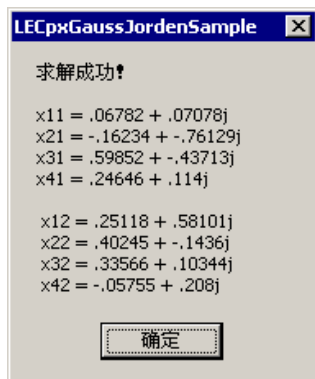 LECpxGaussJordenSample
求解成功!
x11 = .06782 + .07078j
x21 = -.16234 + -.76129j
x31 = .59852 + -.43713j
x41 = .24646 + .114j
x12 = .25118 + .58101j
x22 = .40245 + -.1436j
x32 = .33566 + .10344j
x42 = -.05755 + .208j
确定